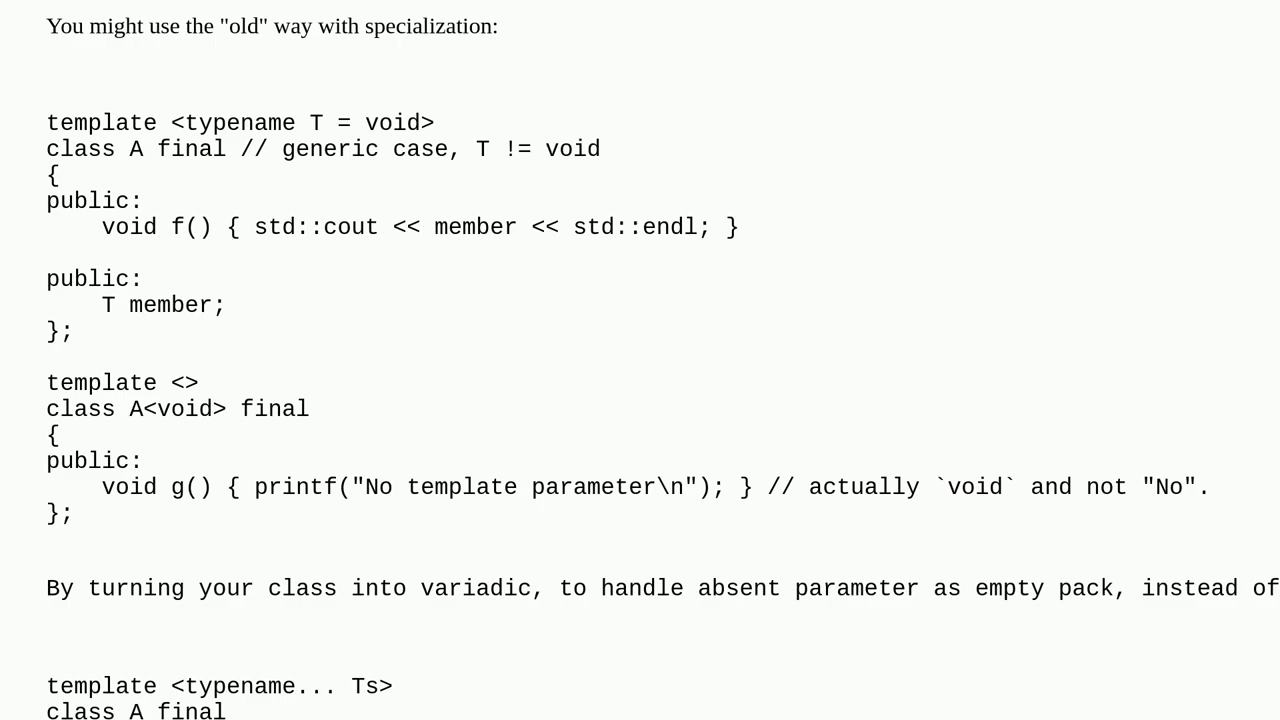 You might use the "old" way with specialization:
template <typename T = void>
class A final // generic case, T != void
{
public:
    void f() { std::cout << member << std::endl; }
public:
    T member;
};
template <>
class A<void> final
{
public:
    void g() { printf("No template parameter\n"); } // actually `void` and not "No".
};
By turning your class into variadic, to handle absent parameter as empty pack, instead of
template <typename... Ts>
class A final